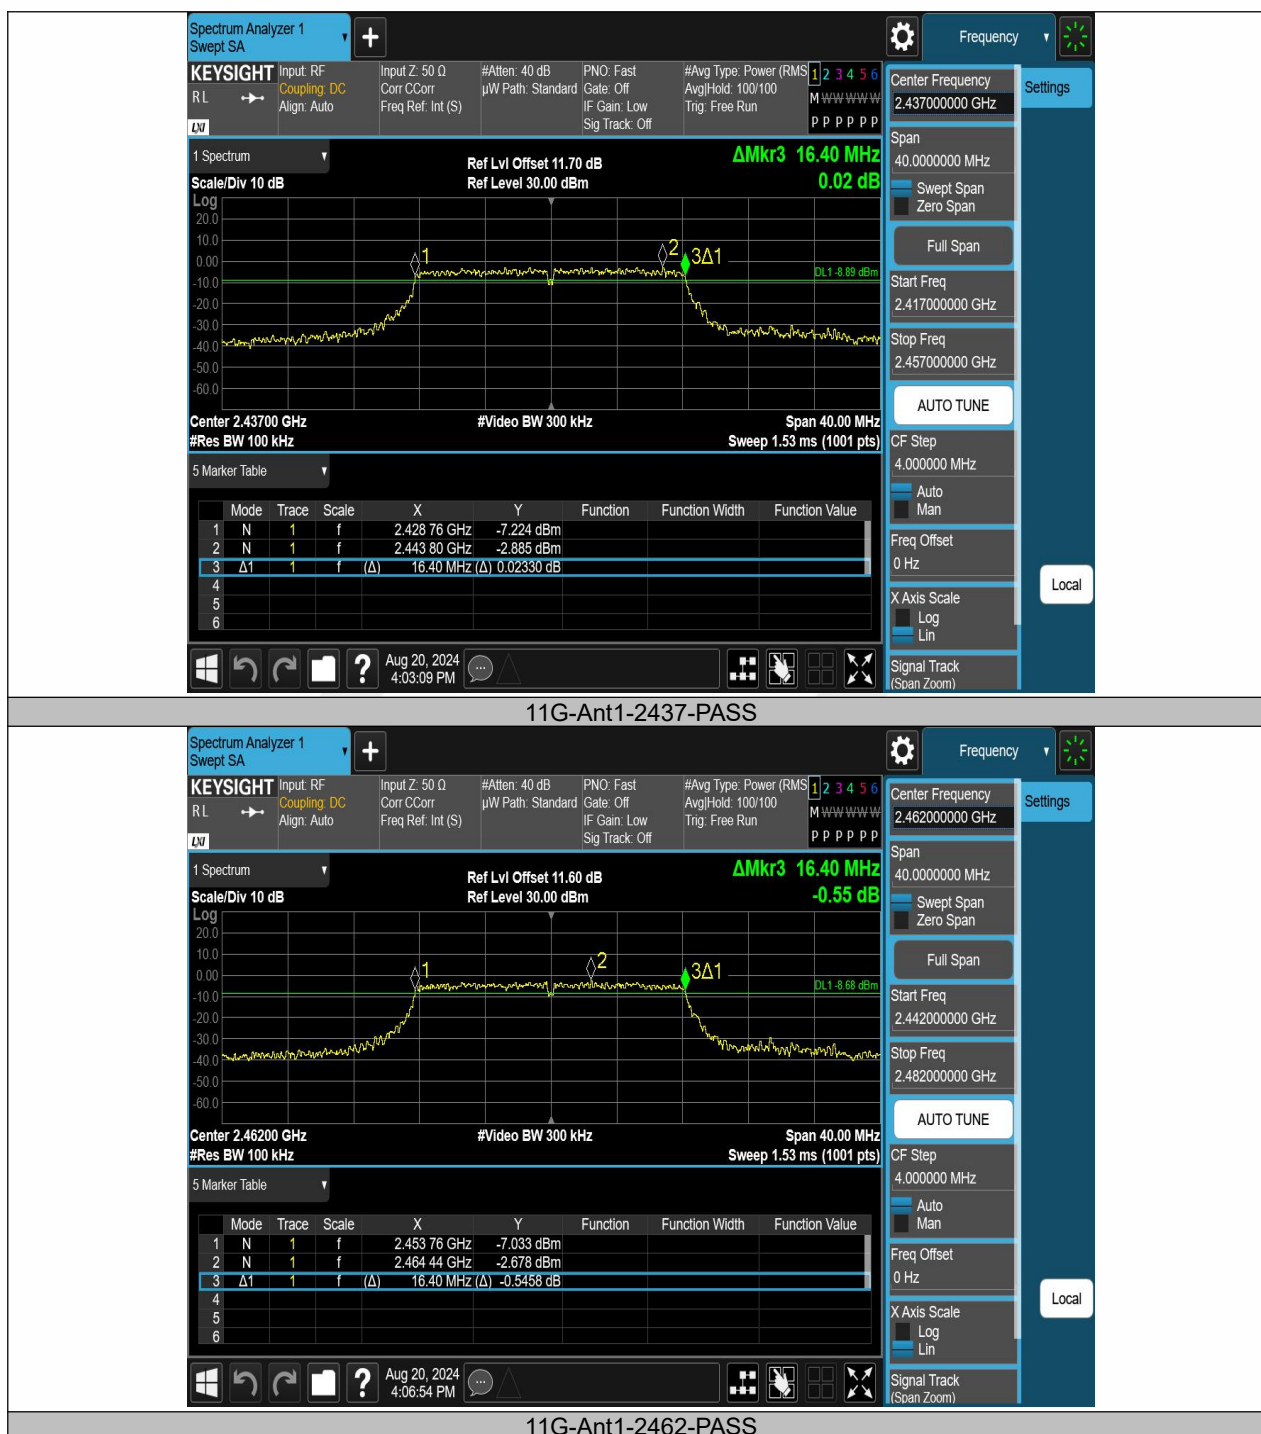 Spectrum Analyzer 1
Swept SA
+
Frequency
KEYSIGHT
RL
LXI
Input: RF
Coupling: DC
Align: Auto
Input Z: 50 Ω
Corr CCorr
Freq Ref: Int (S)
#Atten: 40 dB
µW Path: Standard
PNO: Fast
Gate: Off
IF Gain: Low
Sig Track: Off
#Avg Type: Power (RMS
Avg|Hold: 100/100
Trig: Free Run
1 2 3 4 5 6
M W W W W W
P P P P P P
Center Frequency
2.437000000 GHz
Settings
Span
40.0000000 MHz
Swept Span
Zero Span
Full Span
Start Freq
2.417000000 GHz
Stop Freq
2.457000000 GHz
AUTO TUNE
CF Step
4.000000 MHz
Auto
Man
Freq Offset
0 Hz
X Axis Scale
Log
Lin
Signal Track
(Span Zoom)
Local
1 Spectrum
Scale/Div 10 dB
Ref Lvl Offset 11.70 dB
Ref Level 30.00 dBm
ΔMkr3 16.40 MHz
0.02 dB
Log
20.0
10.0
0.00
-10.0
-20.0
-30.0
-40.0
-50.0
-60.0
1
2
3Δ1
DL1 -8.89 dBm
Center 2.43700 GHz
#Video BW 300 kHz
Span 40.00 MHz
#Res BW 100 kHz
Sweep 1.53 ms (1001 pts)
5 Marker Table
Mode Trace Scale X Y Function Function Width Function Value
1 N 1 f 2.428 76 GHz -7.224 dBm
2 N 1 f 2.443 80 GHz -2.885 dBm
3 Δ1 1 f (Δ) 16.40 MHz (Δ) 0.02330 dB
4
5
6
?
Aug 20, 2024
4:03:09 PM
11G-Ant1-2437-PASS
Spectrum Analyzer 1
Swept SA
+
Frequency
KEYSIGHT
RL
LXI
Input: RF
Coupling: DC
Align: Auto
Input Z: 50 Ω
Corr CCorr
Freq Ref: Int (S)
#Atten: 40 dB
µW Path: Standard
PNO: Fast
Gate: Off
IF Gain: Low
Sig Track: Off
#Avg Type: Power (RMS
Avg|Hold: 100/100
Trig: Free Run
1 2 3 4 5 6
M W W W W W
P P P P P P
Center Frequency
2.462000000 GHz
Settings
Span
40.0000000 MHz
Swept Span
Zero Span
Full Span
Start Freq
2.442000000 GHz
Stop Freq
2.482000000 GHz
AUTO TUNE
CF Step
4.000000 MHz
Auto
Man
Freq Offset
0 Hz
X Axis Scale
Log
Lin
Signal Track
(Span Zoom)
Local
1 Spectrum
Scale/Div 10 dB
Ref Lvl Offset 11.60 dB
Ref Level 30.00 dBm
ΔMkr3 16.40 MHz
-0.55 dB
Log
20.0
10.0
0.00
-10.0
-20.0
-30.0
-40.0
-50.0
-60.0
1
2
3Δ1
DL1 -8.68 dBm
Center 2.46200 GHz
#Video BW 300 kHz
Span 40.00 MHz
#Res BW 100 kHz
Sweep 1.53 ms (1001 pts)
5 Marker Table
Mode Trace Scale X Y Function Function Width Function Value
1 N 1 f 2.453 76 GHz -7.033 dBm
2 N 1 f 2.464 44 GHz -2.678 dBm
3 Δ1 1 f (Δ) 16.40 MHz (Δ) -0.5458 dB
4
5
6
?
Aug 20, 2024
4:06:54 PM
11G-Ant1-2462-PASS